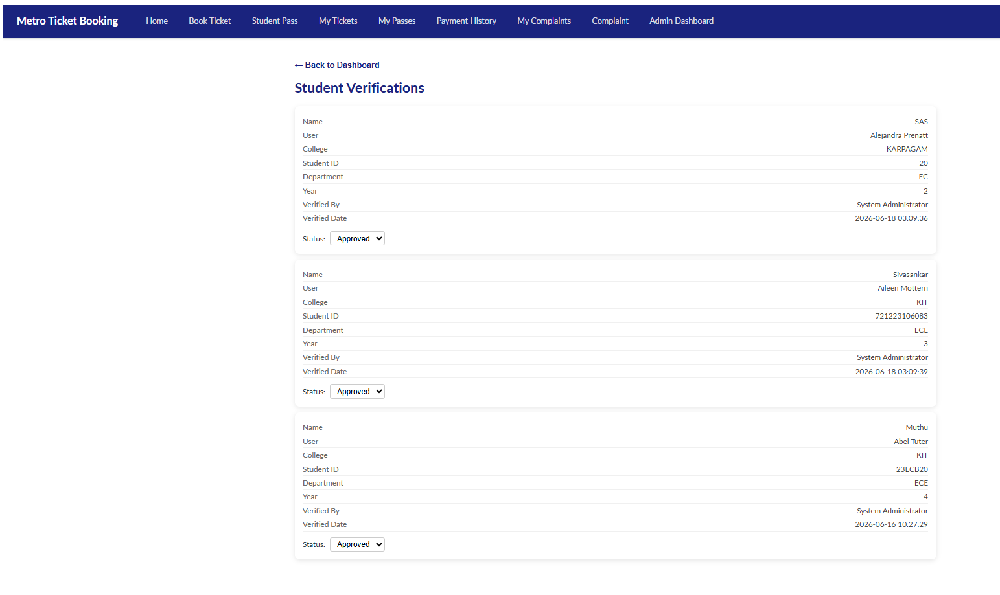 Metro Ticket Booking Home Book Ticket Student Pass My Tickets My Passes Payment History My Complaints Complaint Admin Dashboard
← Back to Dashboard
Student Verifications
Name SAS
User Alejandra Prenatt
College KARPAGAM
Student ID 20
Department EC
Year 2
Verified By System Administrator
Verified Date 2026-06-18 03:09:36
Status: Approved
Name Sivasankar
User Aileen Mottern
College KIT
Student ID 721223106083
Department ECE
Year 3
Verified By System Administrator
Verified Date 2026-06-18 03:09:39
Status: Approved
Name Muthu
User Abel Tuter
College KIT
Student ID 23ECB20
Department ECE
Year 4
Verified By System Administrator
Verified Date 2026-06-16 10:27:29
Status: Approved